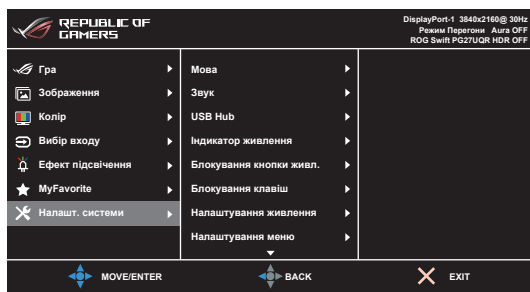 REPUBLIC OF
GAMERS
DisplayPort-1 3840x2160@ 30Hz
Режим Перегони Aura OFF
ROG Swift PG27UQR HDR OFF
Гра
Зображення
Колір
Вибір входу
Ефект підсвічення
MyFavorite
Налашт. системи
Мова
Звук
USB Hub
Індикатор живлення
Блокування кнопки живл.
Блокування клавіш
Налаштування живлення
Налаштування меню
MOVE/ENTER
BACK
EXIT